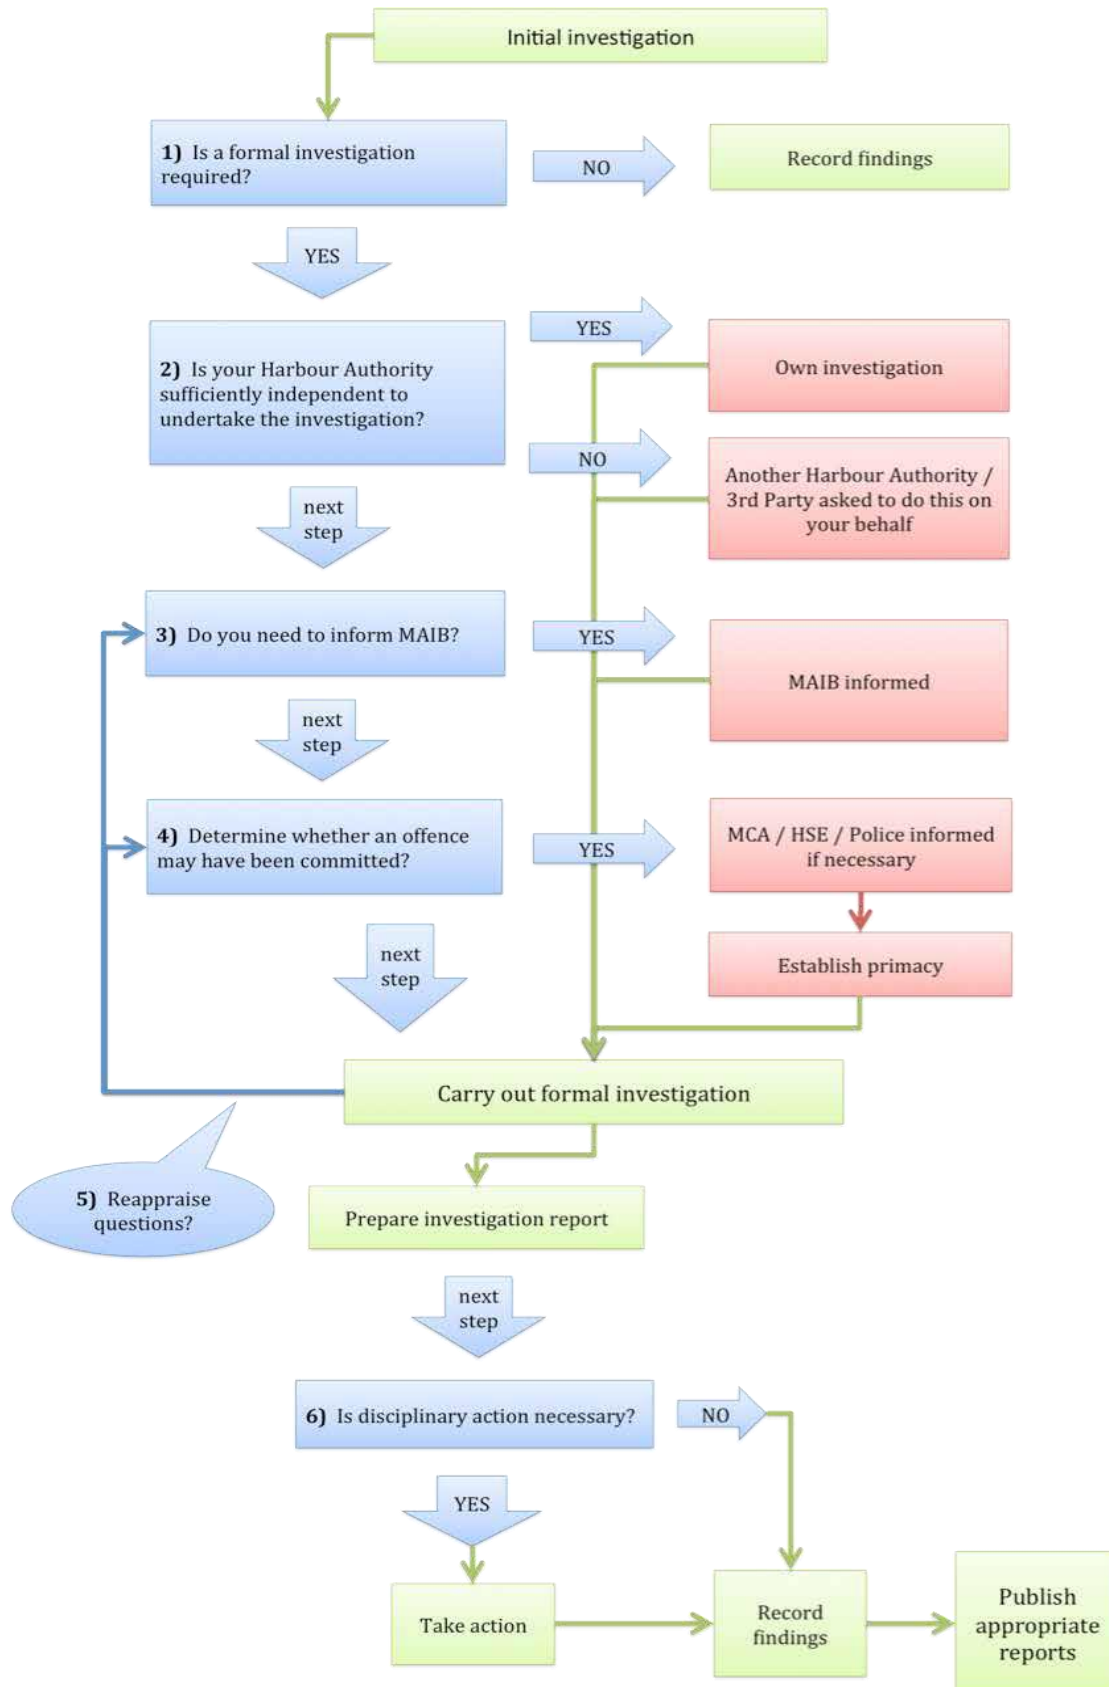 Initial investigation
1) Is a formal investigation
required?
NO
Record findings
YES
YES
2) Is your Harbour Authority
sufficiently independent to
undertake the investigation?
Own investigation
NO
Another Harbour Authority /
3rd Party asked to do this on
your behalf
next
step
3) Do you need to inform MAIB?
YES
MAIB informed
next
step
4) Determine whether an offence
may have been committed?
YES
MCA / HSE / Police informed
if necessary
next
step
Establish primacy
Carry out formal investigation
5) Reappraise
questions?
Prepare investigation report
next
step
6) Is disciplinary action necessary?
NO
YES
Take action
Record
findings
Publish
appropriate
reports